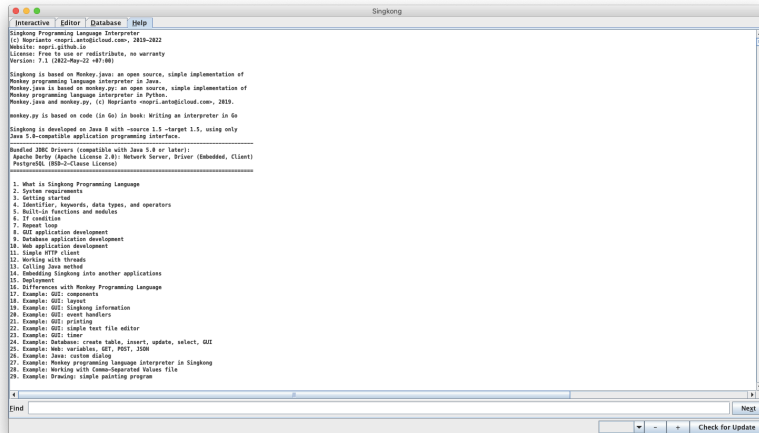 Singkong
Interactive Editor Database Help
Singkong Programming Language Interpreter
(c) Noprianto <nopri.anto@icloud.com>, 2019-2022
Website: nopri.github.io
License: Free to use or redistribute, no warranty
Version: 7.1 (2022-May-22 +07:00)
Singkong is based on Monkey.java: an open source, simple implementation of
Monkey programming language interpreter in Java.
Monkey.java is based on monkey.py: an open source, simple implementation of
Monkey programming language interpreter in Python.
Monkey.java and monkey.py, (c) Noprianto <nopri.anto@icloud.com>, 2019.
monkey.py is based on code (in Go) in book: Writing an interpreter in Go
Singkong is developed on Java 8 with -source 1.5 -target 1.5, using only
Java 5.0-compatible application programming interface.
Bundled JDBC Drivers (compatible with Java 5.0 or later):
Apache Derby (Apache License 2.0): Network Server, Driver (Embedded, Client)
PostgreSQL (BSD-2-Clause License)
1. What is Singkong Programming Language
2. System requirements
3. Getting started
4. Identifier, keywords, data types, and operators
5. Built-in functions and modules
6. If condition
7. Repeat loop
8. GUI application development
9. Database application development
10. Web application development
11. Simple HTTP client
12. Working with threads
13. Calling Java method
14. Embedding Singkong into another applications
15. Deployment
16. Differences with Monkey Programming Language
17. Example: GUI: components
18. Example: GUI: layout
19. Example: GUI: Singkong information
20. Example: GUI: event handlers
21. Example: GUI: printing
22. Example: GUI: simple text file editor
23. Example: GUI: timer
24. Example: Database: create table, insert, update, select, GUI
25. Example: Web: variables, GET, POST, JSON
26. Example: Java: custom dialog
27. Example: Monkey programming language interpreter in Singkong
28. Example: Working with Comma-Separated Values file
29. Example: Drawing: simple painting program
Find Next
- + Check for Update